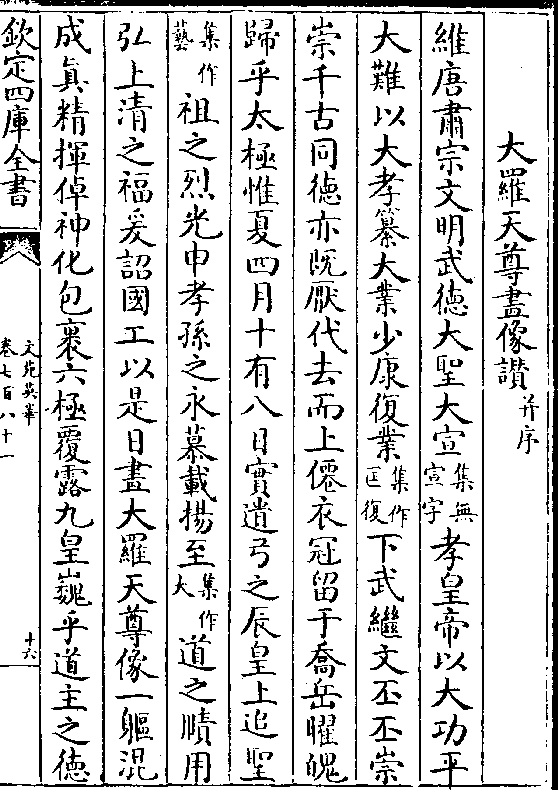 大羅天尊畫像讃并序
維唐肅宗文明武德大聖大宣集無宣字孝皇帝以大功平
大難以大孝纂大業少康復業集作匡復下武繼文丕丕崇
崇千古同德亦既厭代去而上僊衣冠留于喬岳曜魄
歸乎太極惟夏四月十有八日實遺弓之辰皇上追聖
集作藝祖之烈光申孝孫之永慕載揚至集作大道之賾用
弘上清之福爰詔國工以是日畫大羅天尊像一軀混
成真精揮倬神化包裹六極覆露九皇巍乎道主之德
欽定四庫全書
文苑英華
卷七百八十一
十六